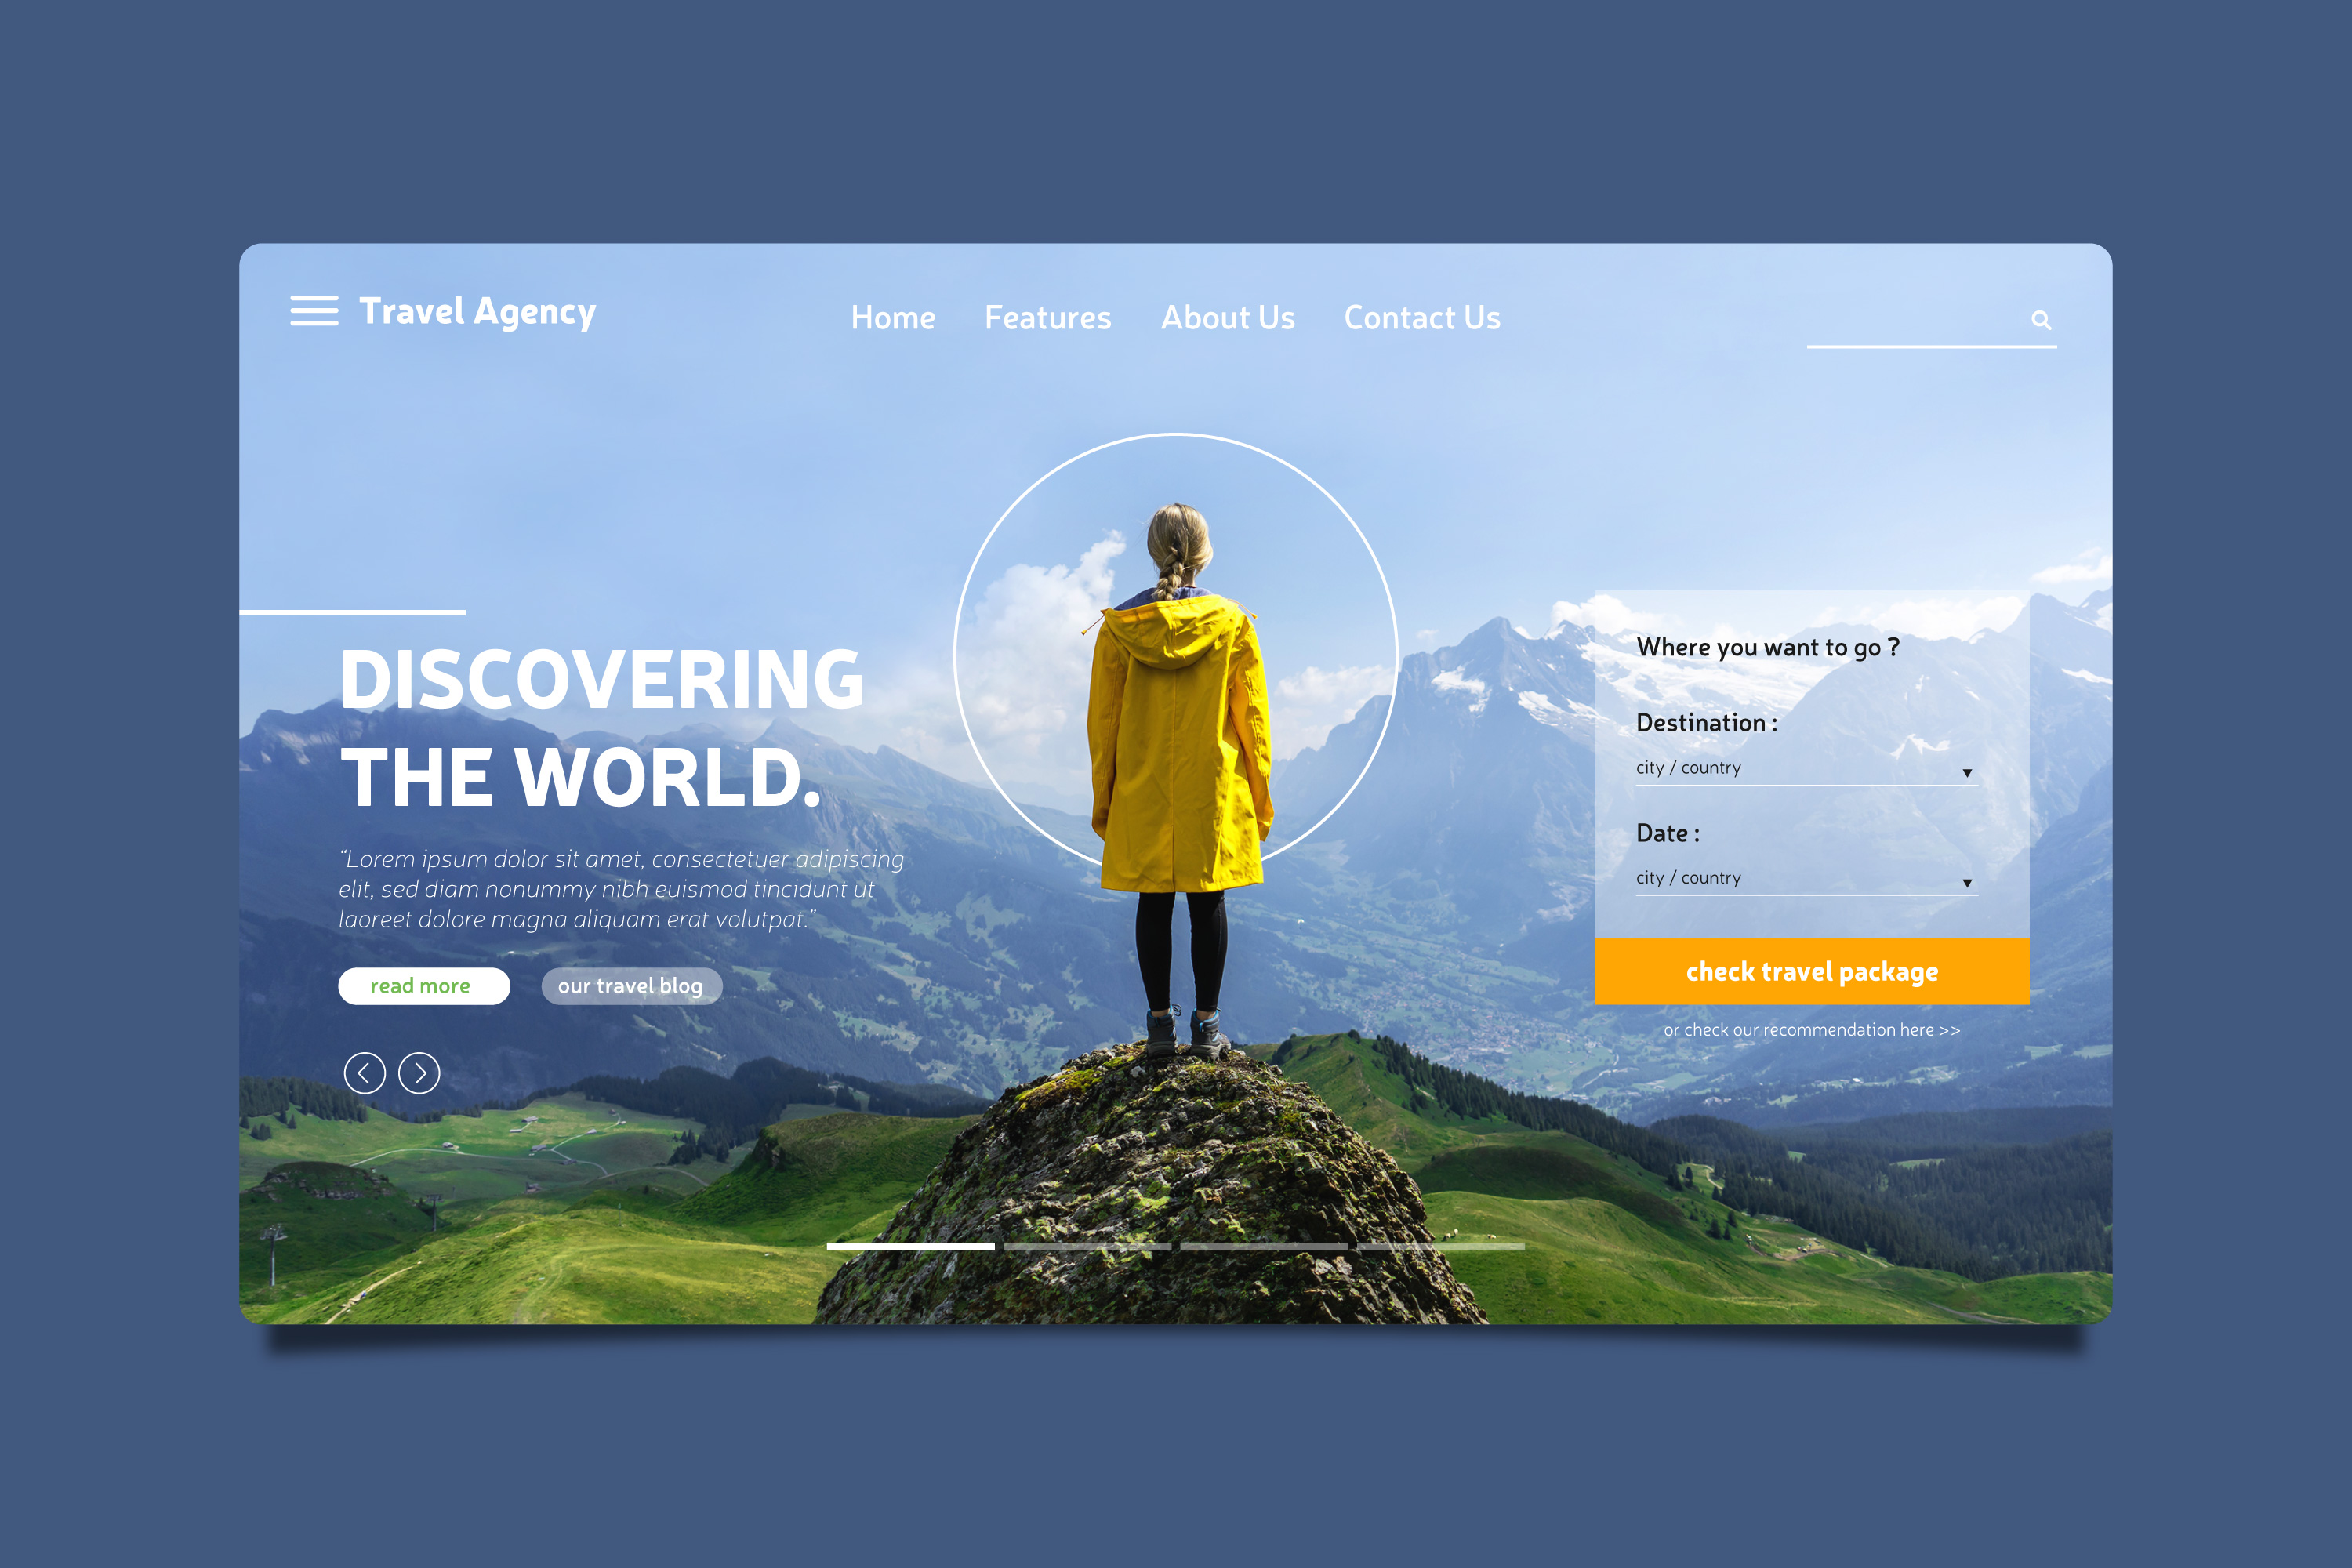 Travel Agency
Home Features About Us Contact Us
DISCOVERING
THE WORLD.
“Lorem ipsum dolor sit amet, consectetuer adipiscing
elit, sed diam nonummy nibh euismod tincidunt ut
laoreet dolore magna aliquam erat volutpat.”
read more
our travel blog
Where you want to go ?
Destination :
city / country
Date :
city / country
check travel package
or check our recommendation here >>